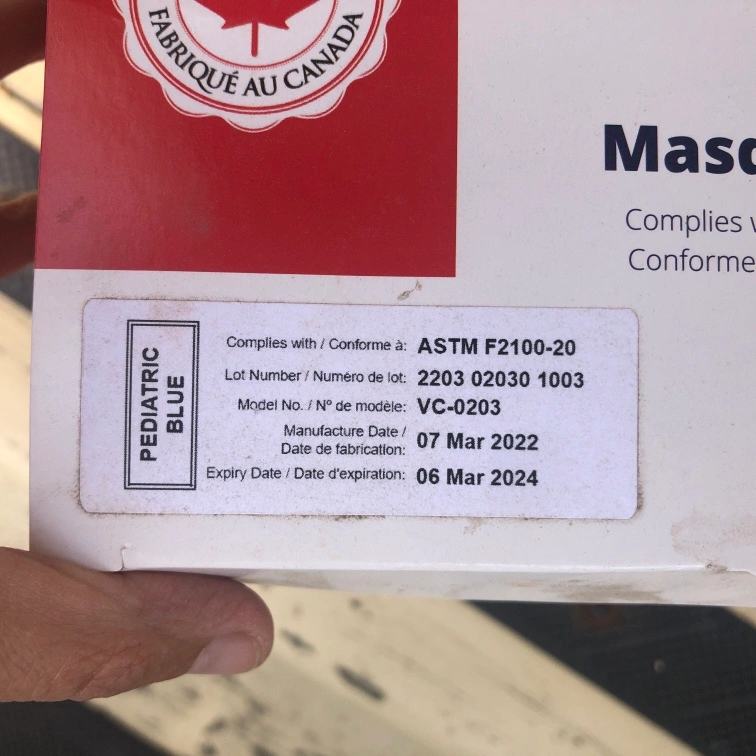 FABRIQUÉ AU CANADA
Complies
Conforme
PEDIATRIC
BLUE
Complies with / Conforme à: ASTM F2100-20
Lot Number / Numéro de lot: 2203 02030 1003
Model No. / Nº de modèle: VC-0203
Manufacture Date /
Date de fabrication: 07 Mar 2022
Expiry Date / Date d'expiration: 06 Mar 2024